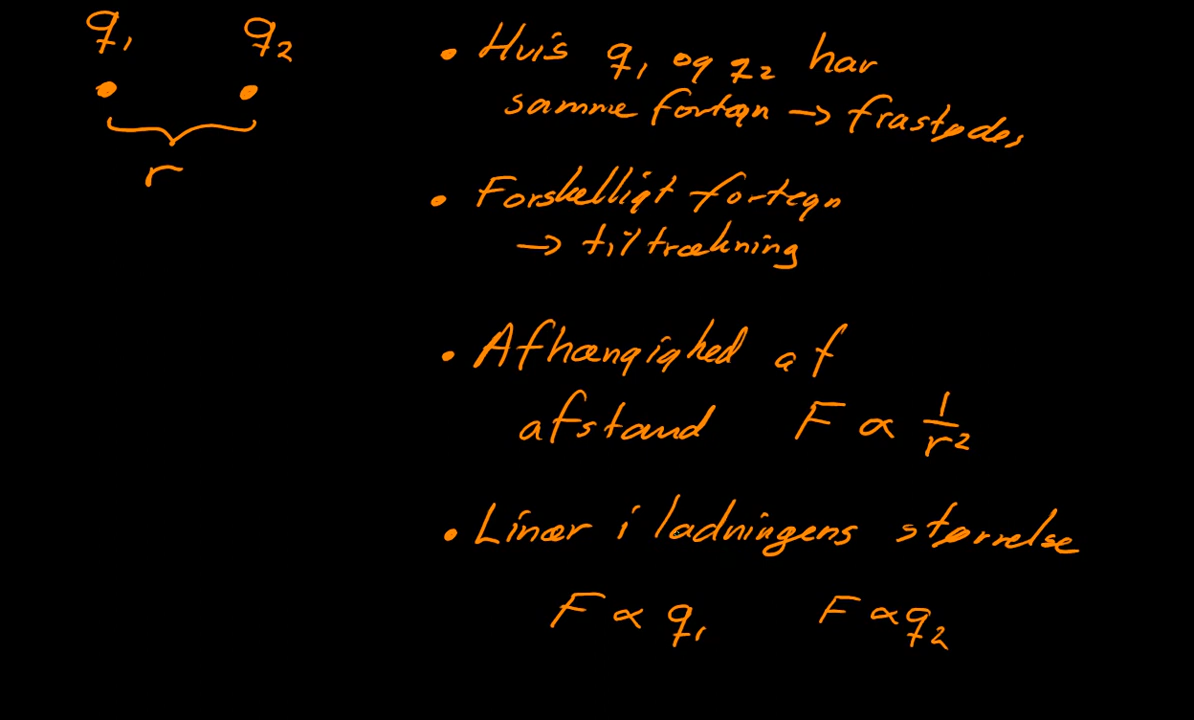 q₁ q₂
r
• Hvis q₁ og q₂ har
samme fortegn → frastødes
• Forskelligt fortegn
→ tiltrækning
• Afhængighed af
afstand F ∝ 1/r²
• Linær i ladningens størrelse
F ∝ q₁ F ∝ q₂